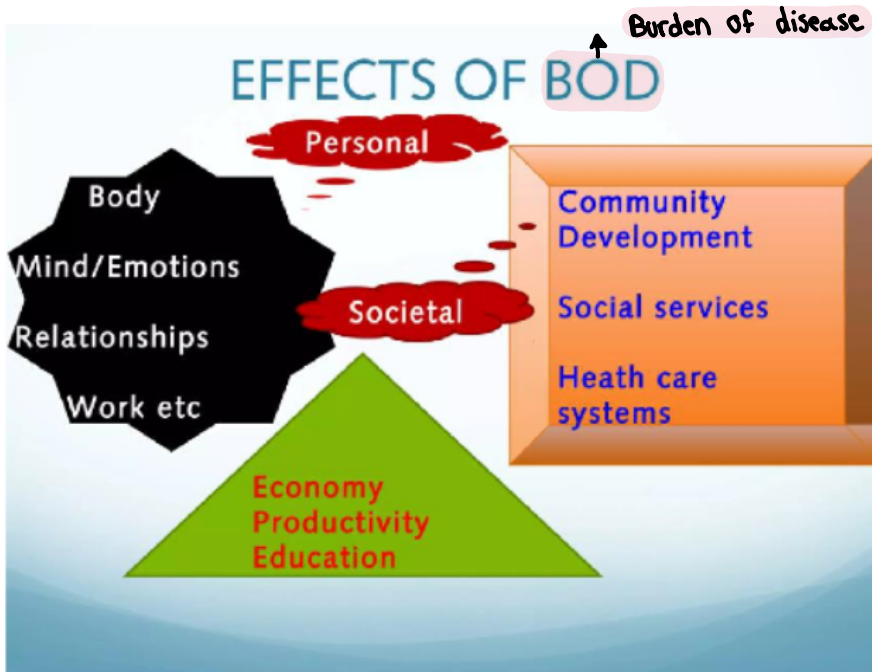 Burden of disease
EFFECTS OF BOD
Personal
Body
Mind/Emotions
Relationships
Work etc
Societal
Community
Development
Social services
Heath care
systems
Economy
Productivity
Education